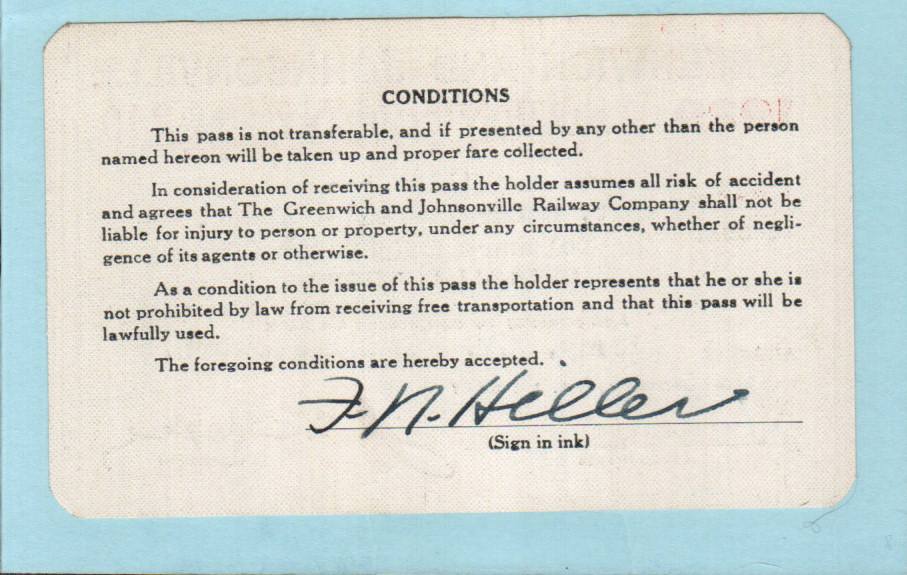 CONDITIONS
This pass is not transferable, and if presented by any other than the person
named hereon will be taken up and proper fare collected.
In consideration of receiving this pass the holder assumes all risk of accident
and agrees that The Greenwich and Johnsonville Railway Company shall not be
liable for injury to person or property, under any circumstances, whether of negli-
gence of its agents or otherwise.
As a condition to the issue of this pass the holder represents that he or she is
not prohibited by law from receiving free transportation and that this pass will be
lawfully used.
The foregoing conditions are hereby accepted.
F. N. Heller
(Sign in ink)